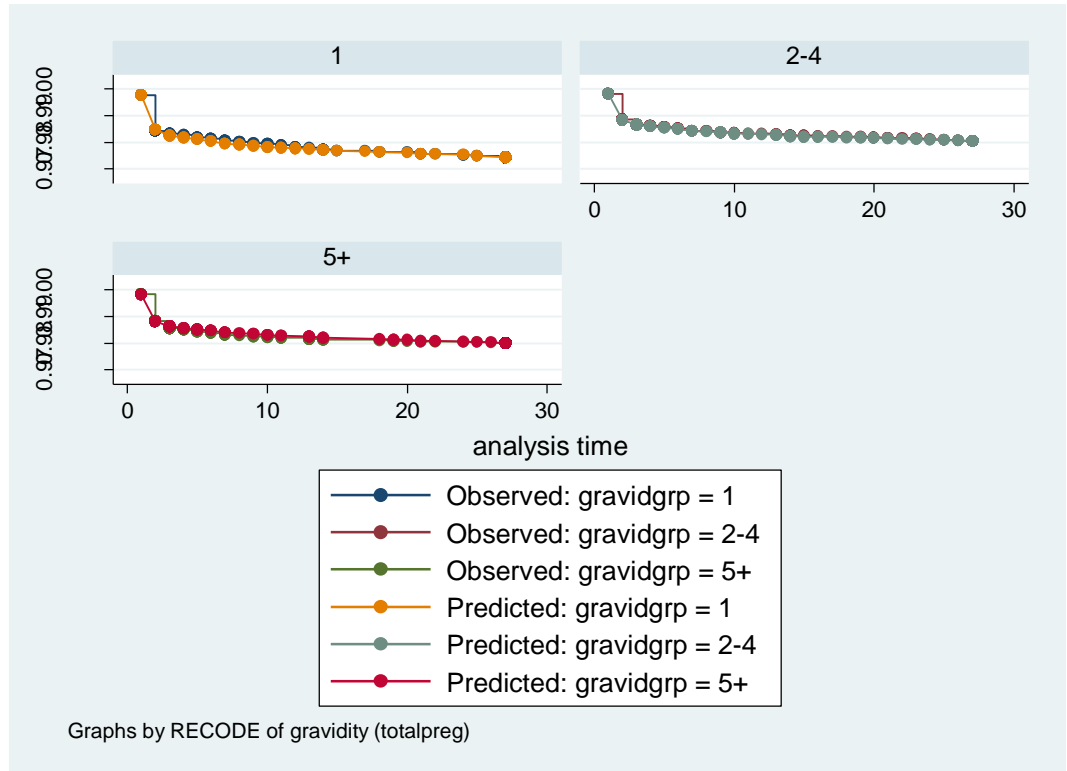 1
2-4
0 10 20 30
5+
0 10 20 30
analysis time
Observed: gravidgrp = 1
Observed: gravidgrp = 2-4
Observed: gravidgrp = 5+
Predicted: gravidgrp = 1
Predicted: gravidgrp = 2-4
Predicted: gravidgrp = 5+
Graphs by RECODE of gravidity (totalpreg)